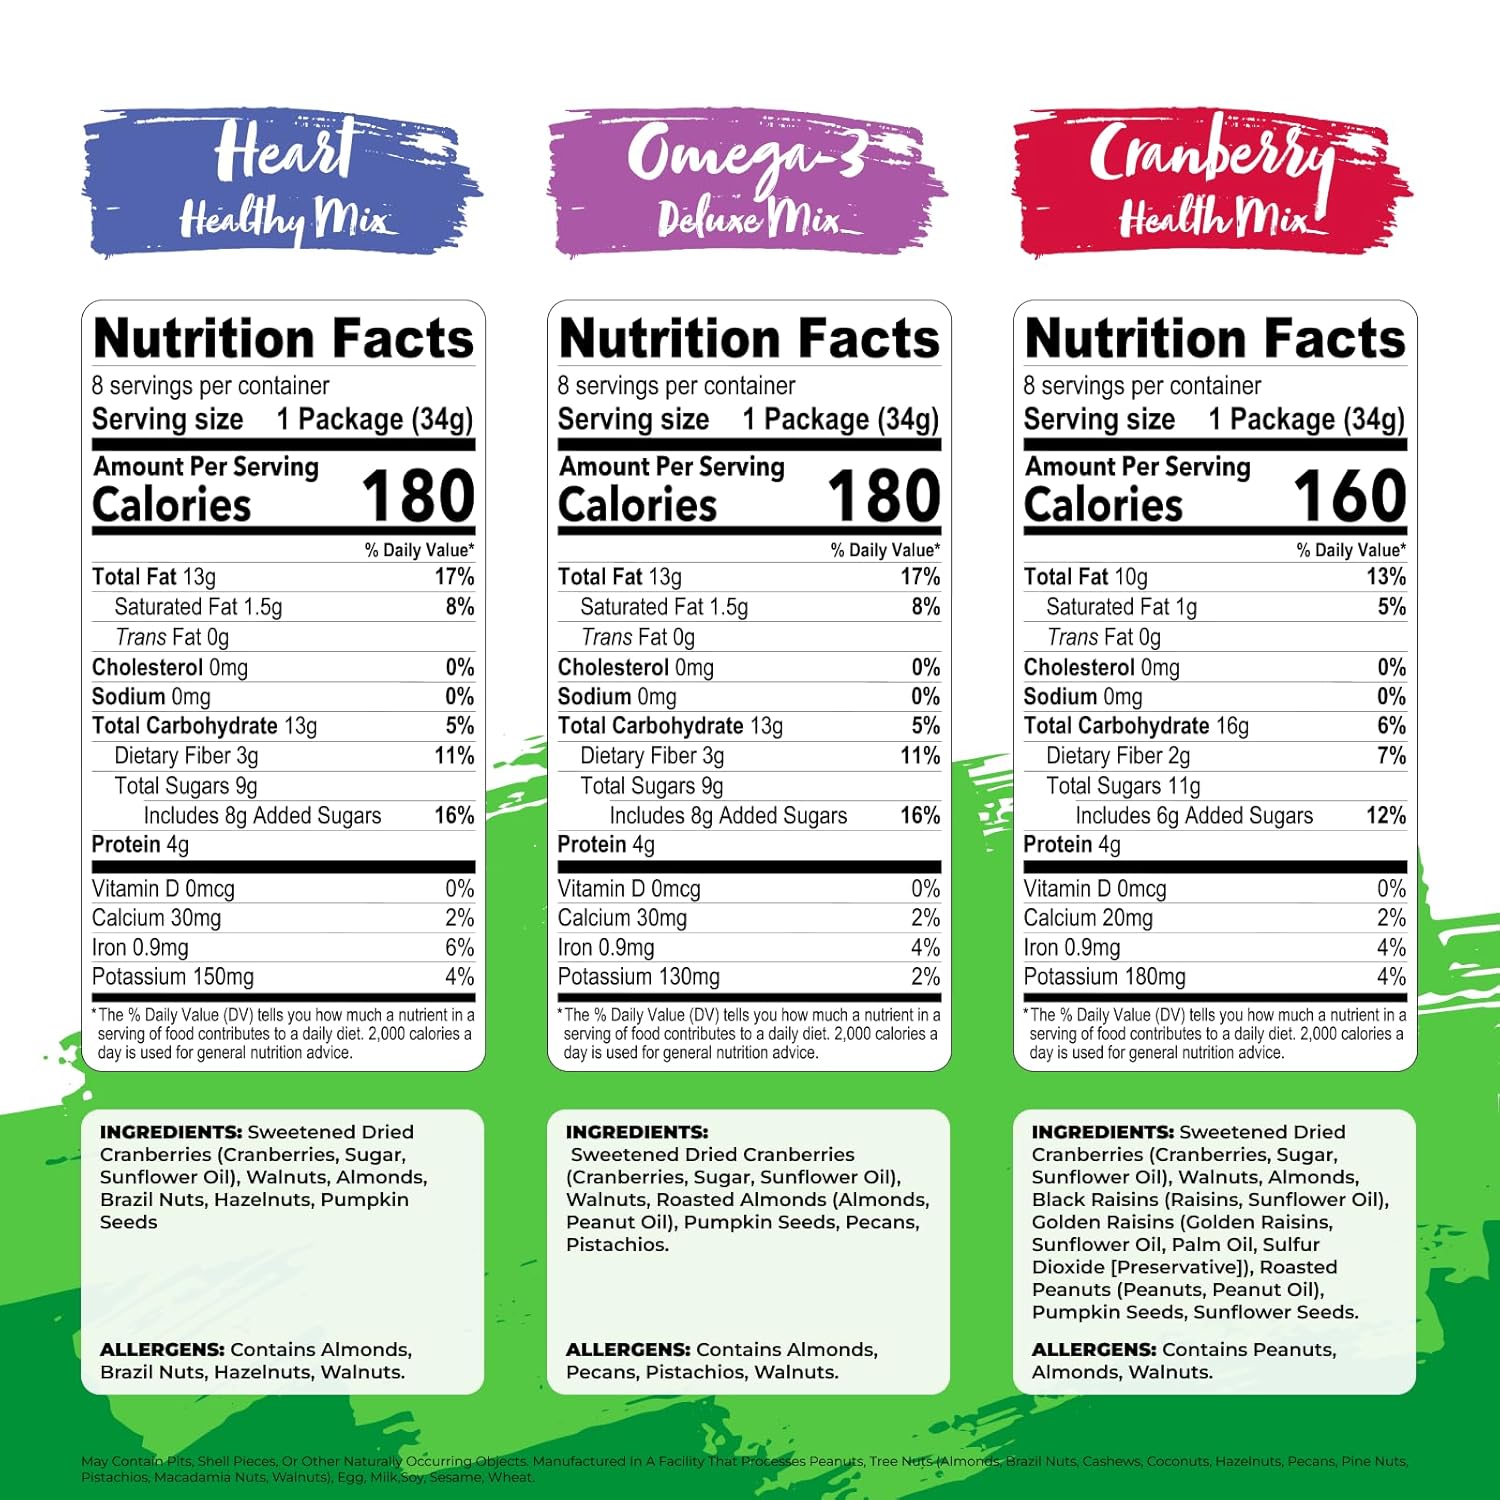 Heart
Healthy Mix
Nutrition Facts
8 servings per container
Serving size 1 Package (34g)
Amount Per Serving
Calories 180
% Daily Value*
Total Fat 13g 17%
Saturated Fat 1.5g 8%
Trans Fat 0g
Cholesterol 0mg 0%
Sodium 0mg 0%
Total Carbohydrate 13g 5%
Dietary Fiber 3g 11%
Total Sugars 9g
Includes 8g Added Sugars 16%
Protein 4g
Vitamin D 0mcg 0%
Calcium 30mg 2%
Iron 0.9mg 6%
Potassium 150mg 4%
*The % Daily Value (DV) tells you how much a nutrient in a
serving of food contributes to a daily diet. 2,000 calories a
day is used for general nutrition advice.
INGREDIENTS: Sweetened Dried
Cranberries (Cranberries, Sugar,
Sunflower Oil), Walnuts, Almonds,
Brazil Nuts, Hazelnuts, Pumpkin
Seeds
ALLERGENS: Contains Almonds,
Brazil Nuts, Hazelnuts, Walnuts.
Omega-3
Deluxe Mix
Nutrition Facts
8 servings per container
Serving size 1 Package (34g)
Amount Per Serving
Calories 180
% Daily Value*
Total Fat 13g 17%
Saturated Fat 1.5g 8%
Trans Fat 0g
Cholesterol 0mg 0%
Sodium 0mg 0%
Total Carbohydrate 13g 5%
Dietary Fiber 3g 11%
Total Sugars 9g
Includes 8g Added Sugars 16%
Protein 4g
Vitamin D 0mcg 0%
Calcium 30mg 2%
Iron 0.9mg 4%
Potassium 130mg 2%
*The % Daily Value (DV) tells you how much a nutrient in a
serving of food contributes to a daily diet. 2,000 calories a
day is used for general nutrition advice.
INGREDIENTS:
Sweetened Dried Cranberries
(Cranberries, Sugar, Sunflower Oil),
Walnuts, Roasted Almonds (Almonds,
Peanut Oil), Pumpkin Seeds, Pecans,
Pistachios.
ALLERGENS: Contains Almonds,
Pecans, Pistachios, Walnuts.
Cranberry
Health Mix
Nutrition Facts
8 servings per container
Serving size 1 Package (34g)
Amount Per Serving
Calories 160
% Daily Value*
Total Fat 10g 13%
Saturated Fat 1g 5%
Trans Fat 0g
Cholesterol 0mg 0%
Sodium 0mg 0%
Total Carbohydrate 16g 6%
Dietary Fiber 2g 7%
Total Sugars 11g
Includes 6g Added Sugars 12%
Protein 4g
Vitamin D 0mcg 0%
Calcium 20mg 2%
Iron 0.9mg 4%
Potassium 180mg 4%
*The % Daily Value (DV) tells you how much a nutrient in a
serving of food contributes to a daily diet. 2,000 calories a
day is used for general nutrition advice.
INGREDIENTS: Sweetened Dried
Cranberries (Cranberries, Sugar,
Sunflower Oil), Walnuts, Almonds,
Black Raisins (Raisins, Sunflower Oil),
Golden Raisins (Golden Raisins,
Sunflower Oil, Palm Oil, Sulfur
Dioxide [Preservative]), Roasted
Peanuts (Peanuts, Peanut Oil),
Pumpkin Seeds, Sunflower Seeds.
ALLERGENS: Contains Peanuts,
Almonds, Walnuts.
May Contain Pits, Shell Pieces, Or Other Naturally Occurring Objects. Manufactured In A Facility That Processes Peanuts, Tree Nuts (Almonds, Brazil Nuts, Cashews, Coconuts, Hazelnuts, Pecans, Pine Nuts,
Pistachios, Macadamia Nuts, Walnuts), Egg, Milk,Soy, Sesame, Wheat.